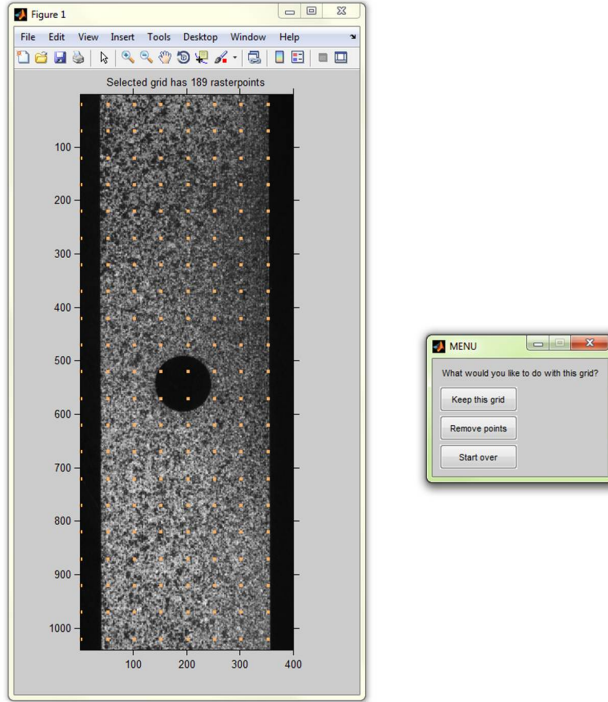 Figure 1
File Edit View Insert Tools Desktop Window Help
Selected grid has 189 rasterpoints
100
200
300
400
500
600
700
800
900
1000
100 200 300 400
MENU
What would you like to do with this grid?
Keep this grid
Remove points
Start over